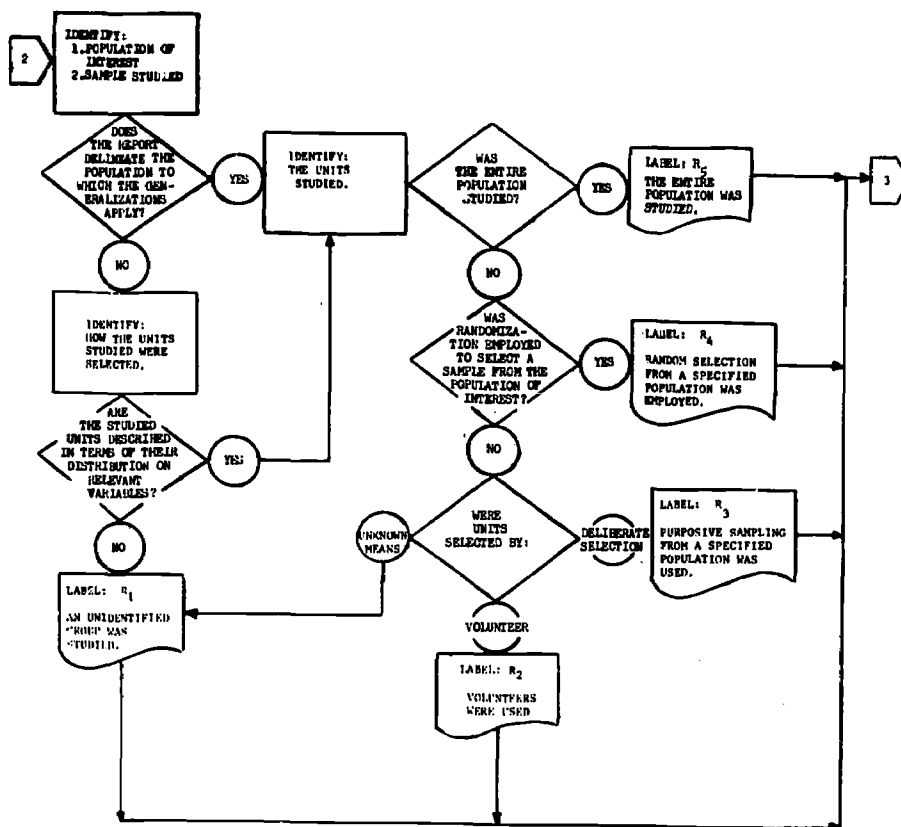 2
IDENTIFY:
1.POPULATION OF
INTEREST
2.SAMPLE STUDIED
DOES
THE REPORT
DELINEATE THE
POPULATION TO
WHICH THE GEN-
ERALIZATIONS
APPLY?
YES
IDENTIFY:
THE UNITS
STUDIED.
WAS
THE ENTIRE
POPULATION
STUDIED?
YES
LABEL: R5
THE ENTIRE
POPULATION WAS
STUDIED.
3
NO
IDENTIFY:
HOW THE UNITS
STUDIED WERE
SELECTED.
NO
WAS
RANDOMIZA-
TION EMPLOYED
TO SELECT A
SAMPLE FROM THE
POPULATION OF
INTEREST?
YES
LABEL: R4
RANDOM SELECTION
FROM A SPECIFIED
POPULATION WAS
EMPLOYED.
ARE
THE STUDIED
UNITS DESCRIBED
IN TERMS OF THEIR
DISTRIBUTION ON
RELEVANT
VARIABLES?
YES
NO
NO
UNKNOWN
MEANS
WERE
UNITS
SELECTED BY:
DELIBERATE
SELECTION
LABEL: R3
PURPOSIVE SAMPLING
FROM A SPECIFIED
POPULATION WAS
USED.
LABEL: R1
AN UNIDENTIFIED
GROUP WAS
STUDIED.
VOLUNTEER
LABEL: R2
VOLUNTEERS
WERE USED